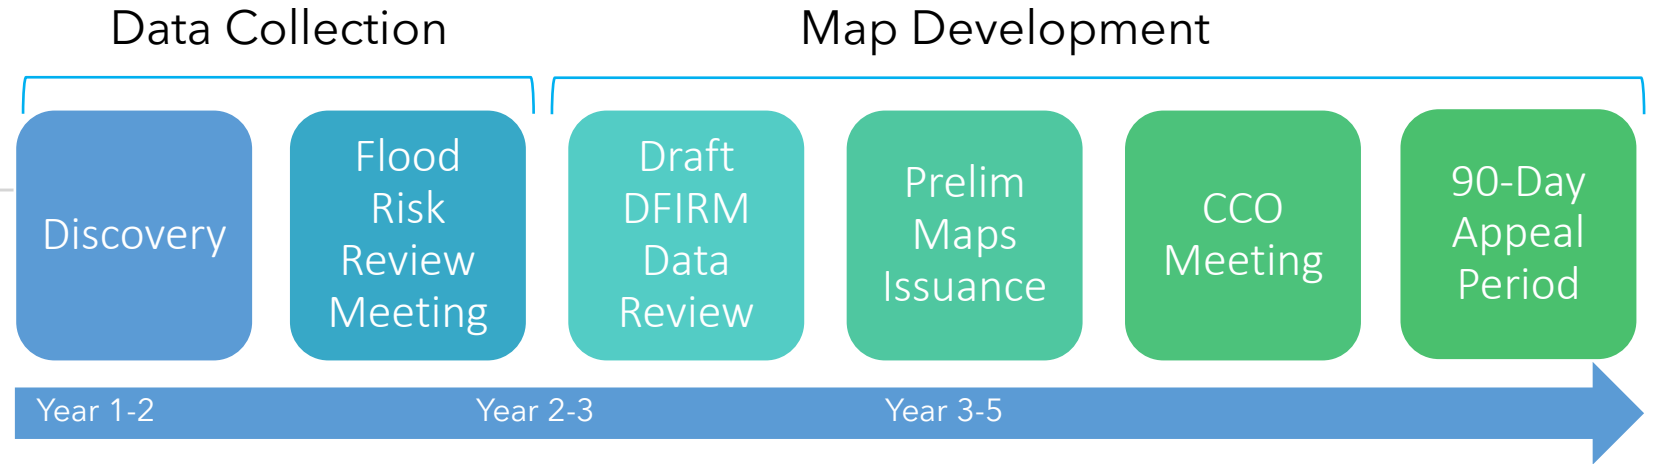 Data Collection
Map Development
Discovery
Flood
Risk
Review
Meeting
Draft
DFIRM
Data
Review
Prelim
Maps
Issuance
CCO
Meeting
90-Day
Appeal
Period
Year 1-2
Year 2-3
Year 3-5